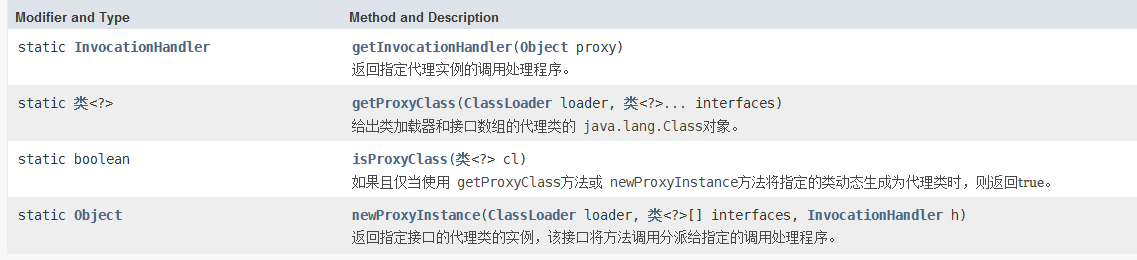 Modifier and Type Method and Description
static InvocationHandler getInvocationHandler(Object proxy)
返回指定代理实例的调用处理程序。
static 类<?> getProxyClass(ClassLoader loader, 类<?>... interfaces)
给出类加载器和接口数组的代理类的 java.lang.Class对象。
static boolean isProxyClass(类<?> cl)
如果且仅当使用 getProxyClass方法或 newProxyInstance方法将指定的类动态生成为代理类时，则返回true。
static Object newProxyInstance(ClassLoader loader, 类<?>[] interfaces, InvocationHandler h)
返回指定接口的代理类的实例，该接口将方法调用分派给指定的调用处理程序。